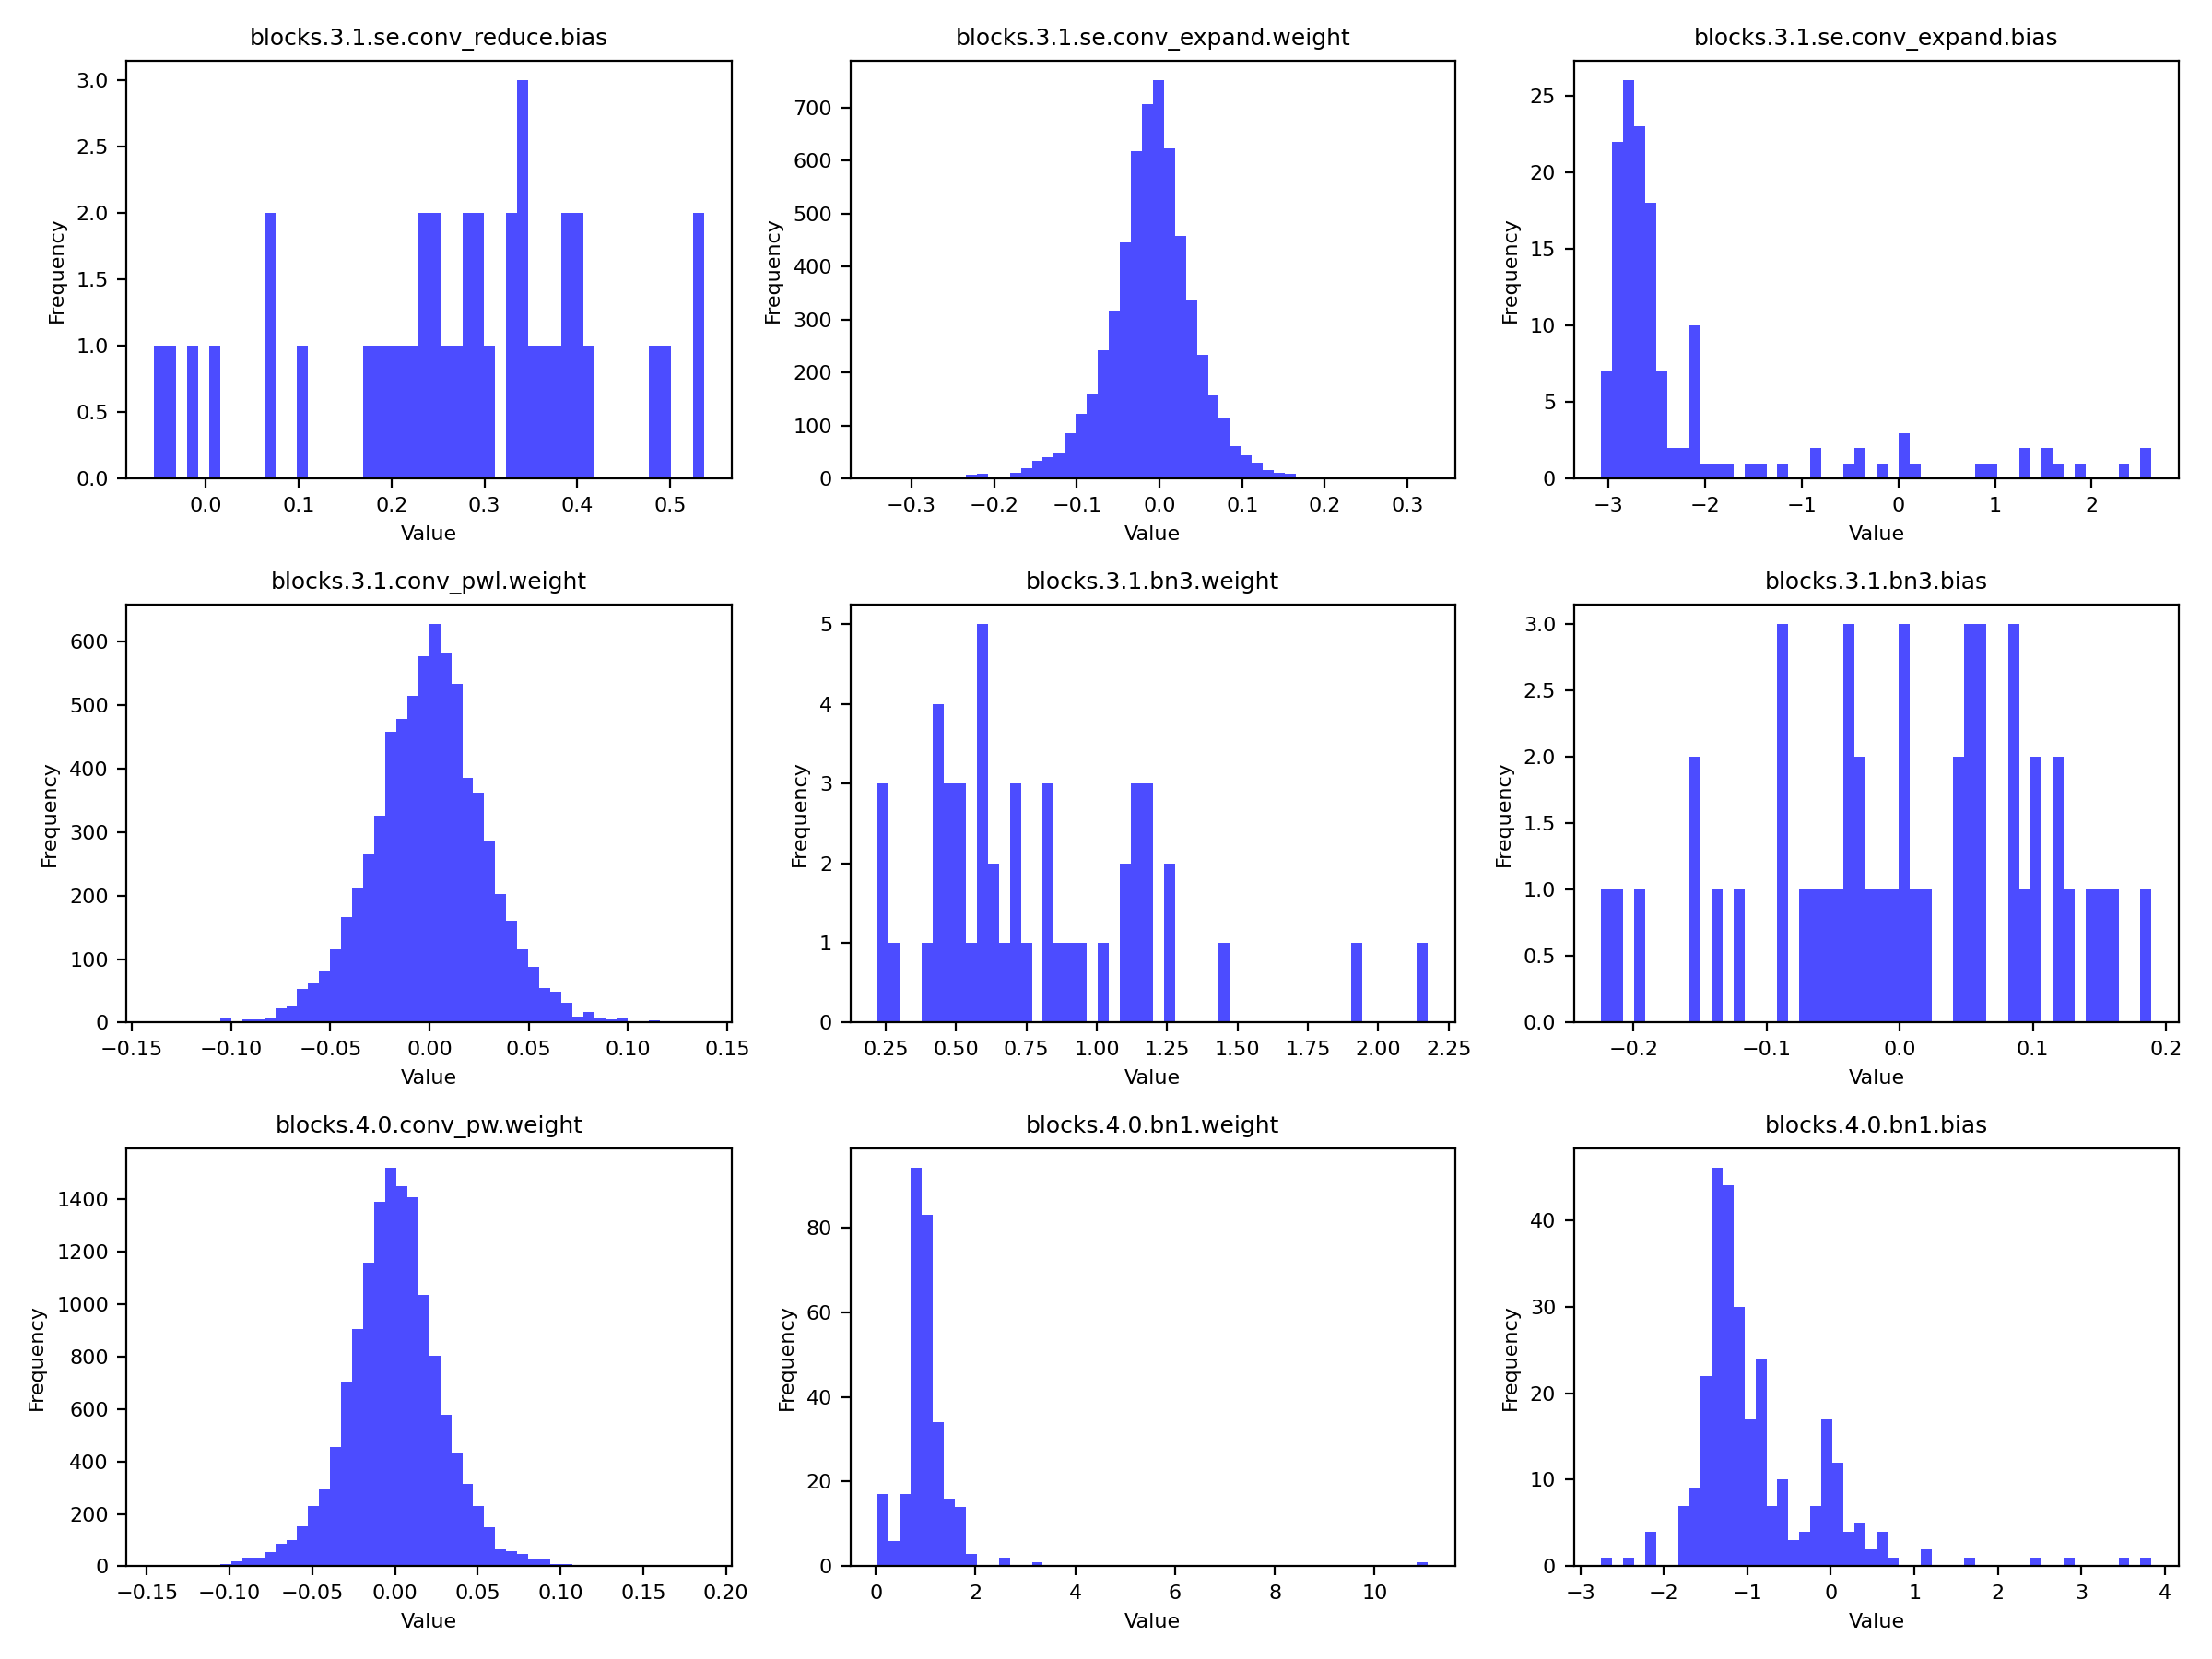 blocks.3.1.se.conv_reduce.bias
3.0
2.5
2.0
1.5
1.0
0.5
0.0
Frequency
0.0 0.1 0.2 0.3 0.4 0.5
Value
blocks.3.1.se.conv_expand.weight
700
600
500
400
300
200
100
0
Frequency
−0.3 −0.2 −0.1 0.0 0.1 0.2 0.3
Value
blocks.3.1.se.conv_expand.bias
25
20
15
10
5
0
Frequency
−3 −2 −1 0 1 2
Value
blocks.3.1.conv_pwl.weight
600
500
400
300
200
100
0
Frequency
−0.15 −0.10 −0.05 0.00 0.05 0.10 0.15
Value
blocks.3.1.bn3.weight
5
4
3
2
1
0
Frequency
0.25 0.50 0.75 1.00 1.25 1.50 1.75 2.00 2.25
Value
blocks.3.1.bn3.bias
3.0
2.5
2.0
1.5
1.0
0.5
0.0
Frequency
−0.2 −0.1 0.0 0.1 0.2
Value
blocks.4.0.conv_pw.weight
1400
1200
1000
800
600
400
200
0
Frequency
−0.15 −0.10 −0.05 0.00 0.05 0.10 0.15 0.20
Value
blocks.4.0.bn1.weight
80
60
40
20
0
Frequency
0 2 4 6 8 10
Value
blocks.4.0.bn1.bias
40
30
20
10
0
Frequency
−3 −2 −1 0 1 2 3 4
Value